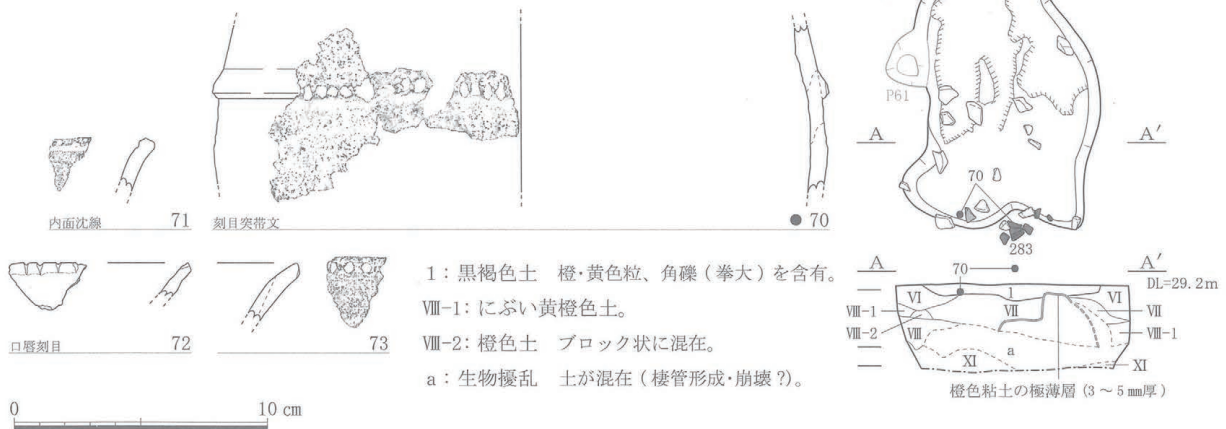 内面沈線 71
刻目突帯文 ● 70
口唇刻目 72
73
0 10 cm
1：黒褐色土 橙・黄色粒、角礫（拳大）を含有。
Ⅷ-1：にぶい黄橙色土。
Ⅷ-2：橙色土 ブロック状に混在。
a：生物擾乱 土が混在（棲管形成・崩壊？）。
P61
A A′
70
283
A 70 A′
DL=29.2m
Ⅵ 1 Ⅵ
Ⅷ-1 Ⅶ Ⅶ
Ⅷ-2 Ⅷ Ⅷ-1
a
Ⅺ Ⅺ
橙色粘土の極薄層（3～5㎜厚）